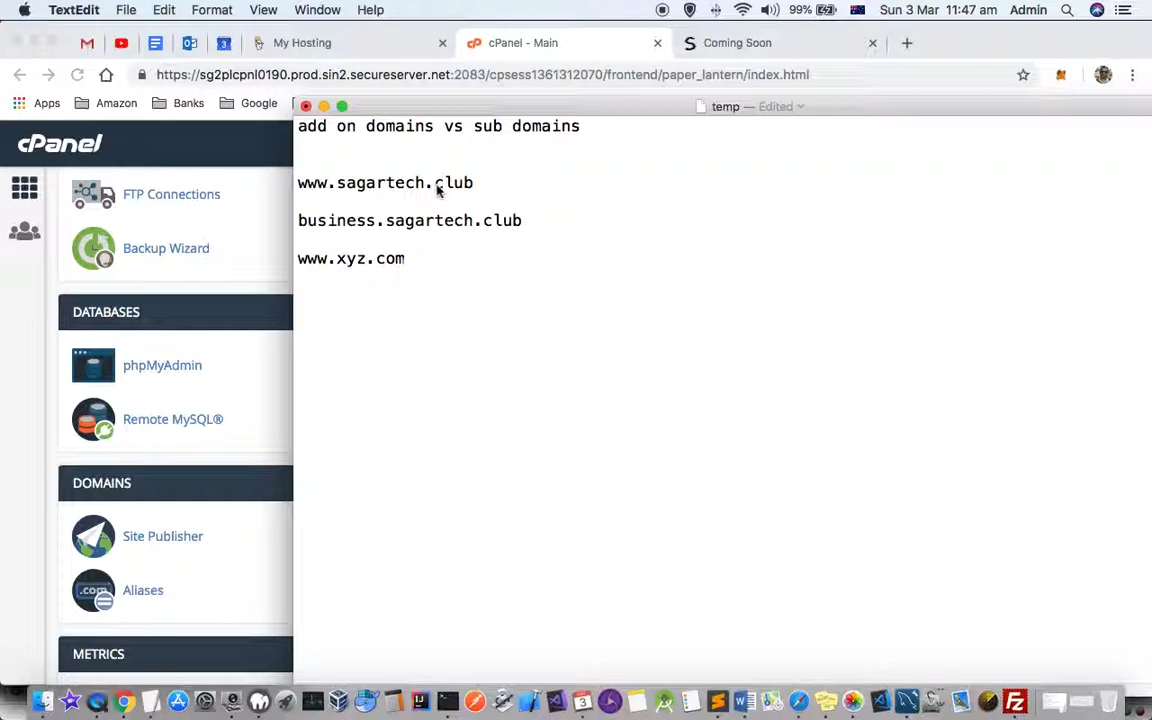 TextEdit File Edit Format View Window Help 99% Sun 3 Mar 11:47 am Admin
My Hosting cPanel - Main Coming Soon
https://sg2plcpnl0190.prod.sin2.secureserver.net:2083/cpsess1361312070/frontend/paper_lantern/index.html
Apps Amazon Banks Google
temp — Edited
cPanel
add on domains vs sub domains
www.sagartech.club
business.sagartech.club
www.xyz.com
FTP Connections
Backup Wizard
DATABASES
phpMyAdmin
Remote MySQL®
DOMAINS
Site Publisher
.com
Aliases
METRICS